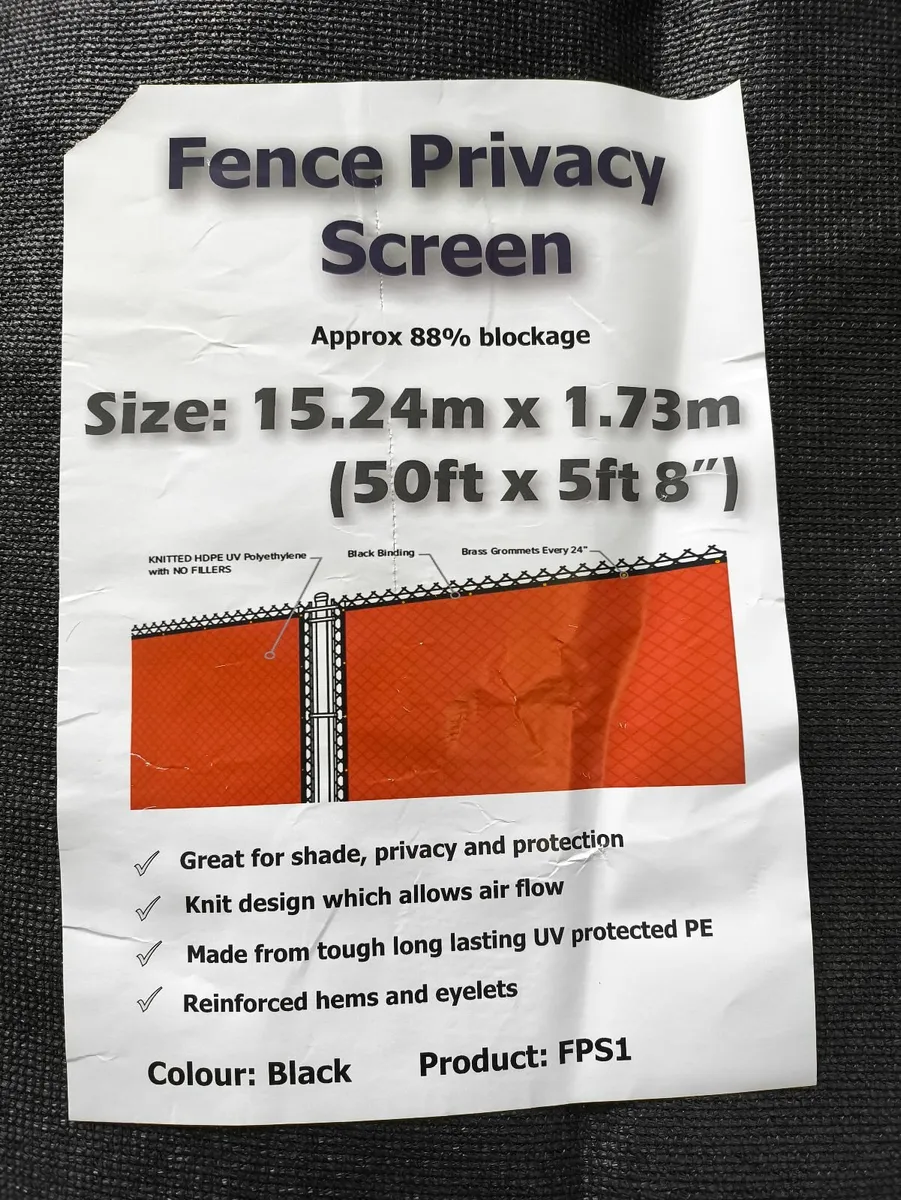 Fence Privacy
Screen
Approx 88% blockage
Size: 15.24m x 1.73m
(50ft x 5ft 8")
KNITTED HDPE UV Polyethylene
with NO FILLERS
Black Binding
Brass Grommets Every 24"
Great for shade, privacy and protection
Knit design which allows air flow
Made from tough long lasting UV protected PE
Reinforced hems and eyelets
Colour: Black Product: FPS1